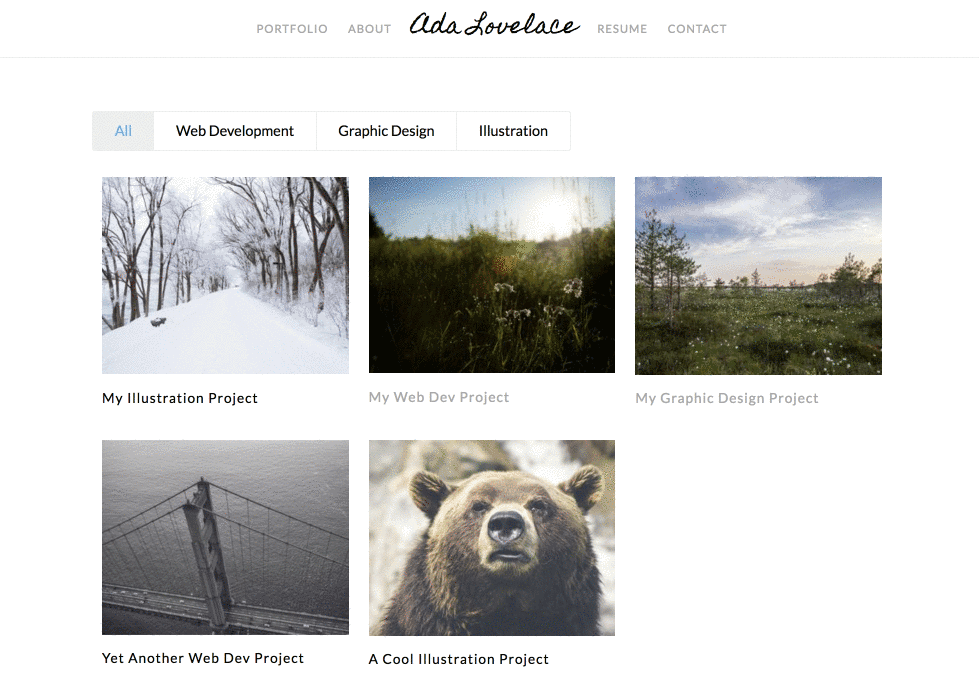 PORTFOLIO ABOUT Ada Lovelace RESUME CONTACT
All Web Development Graphic Design Illustration
My Illustration Project My Web Dev Project My Graphic Design Project
Yet Another Web Dev Project A Cool Illustration Project